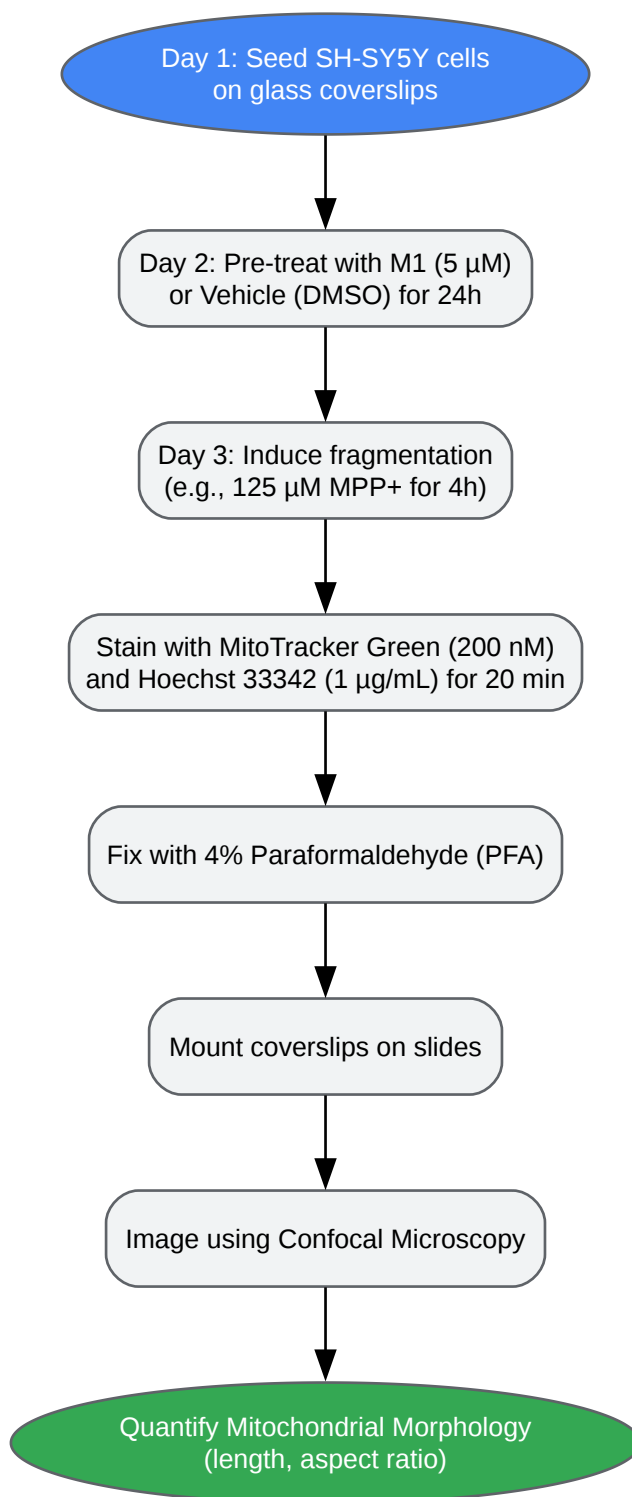 Day 1: Seed SH-SY5Y cells
on glass coverslips
Day 2: Pre-treat with M1 (5 µM)
or Vehicle (DMSO) for 24h
Day 3: Induce fragmentation
(e.g., 125 µM MPP+ for 4h)
Stain with MitoTracker Green (200 nM)
and Hoechst 33342 (1 µg/mL) for 20 min
Fix with 4% Paraformaldehyde (PFA)
Mount coverslips on slides
Image using Confocal Microscopy
Quantify Mitochondrial Morphology
(length, aspect ratio)